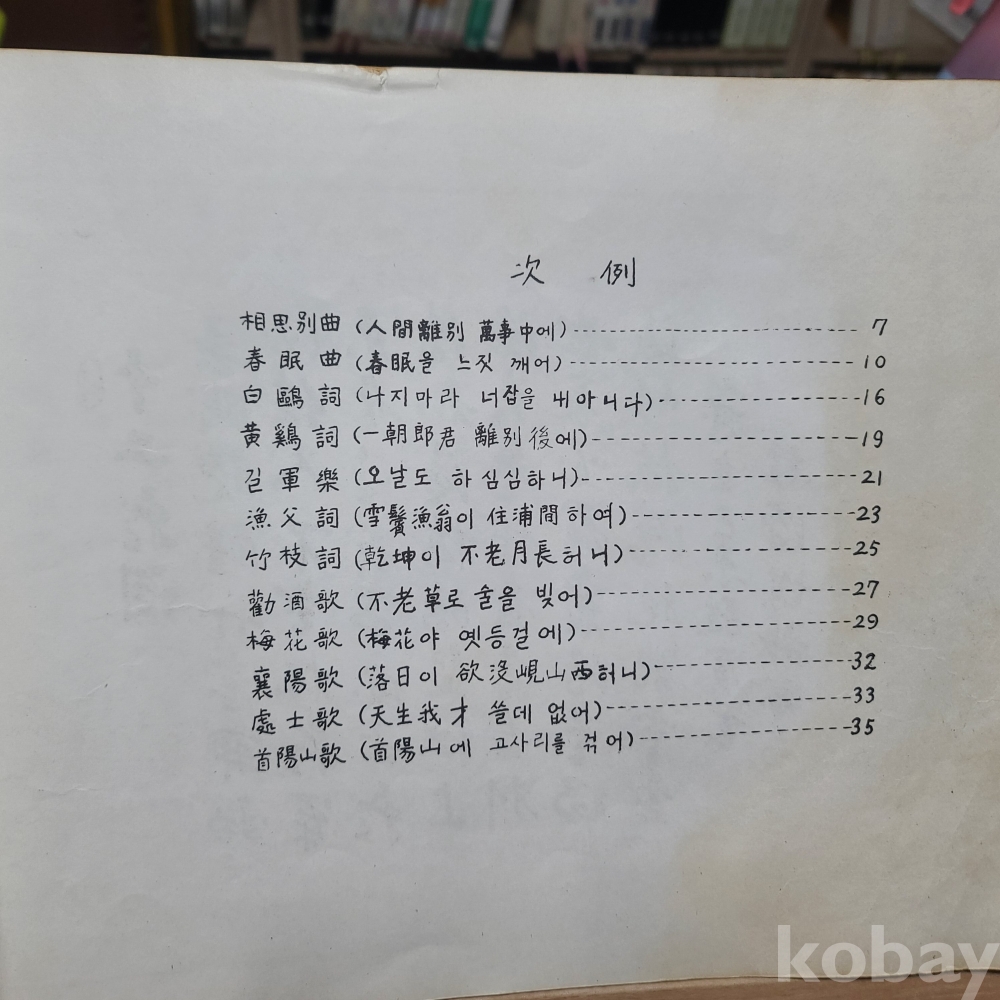 次 例
相思別曲 (人間離別 萬事中에) 7
春眠曲 (春眠을 느짓 깨어) 10
白鷗詞 (나지마라 너잡을 내아니다) 16
黃鷄詞 (一朝郎君 離別後에) 19
길軍樂 (오날도 하 심심하니) 21
漁父詞 (雪鬢漁翁이 住浦間하여) 23
竹枝詞 (乾坤이 不老月長허니) 25
勸酒歌 (不老草로 술을 빚어) 27
梅花歌 (梅花야 옛등걸에) 29
襄陽歌 (落日이 欲沒峴山西허니) 32
處士歌 (天生我才 쓸데 없어) 33
首陽山歌 (首陽山에 고사리를 꺾어) 35
kobay